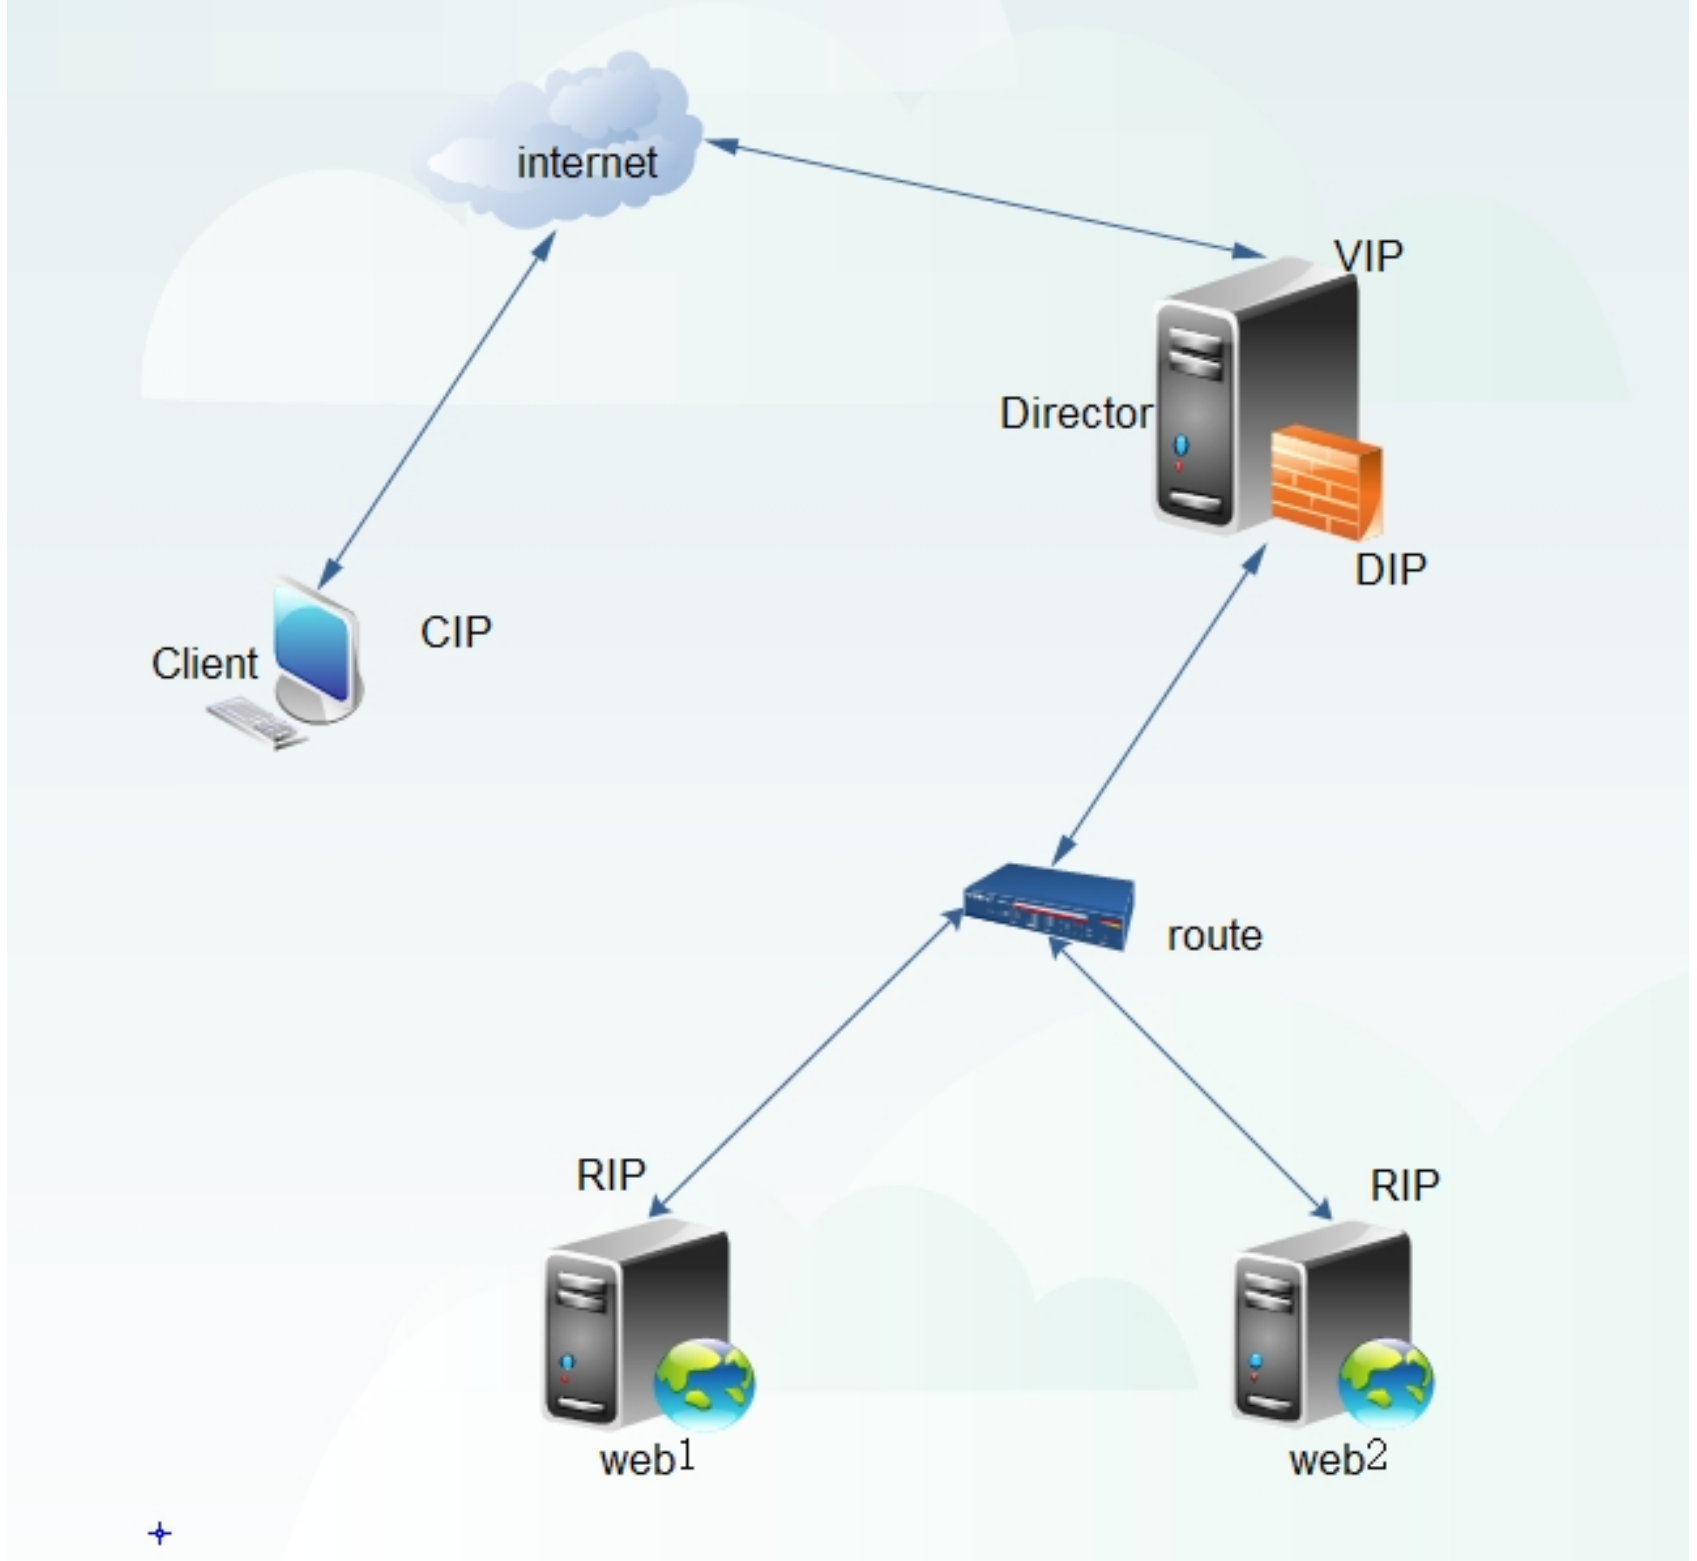 internet
VIP
Director
DIP
CIP
Client
route
RIP
RIP
web1
web2